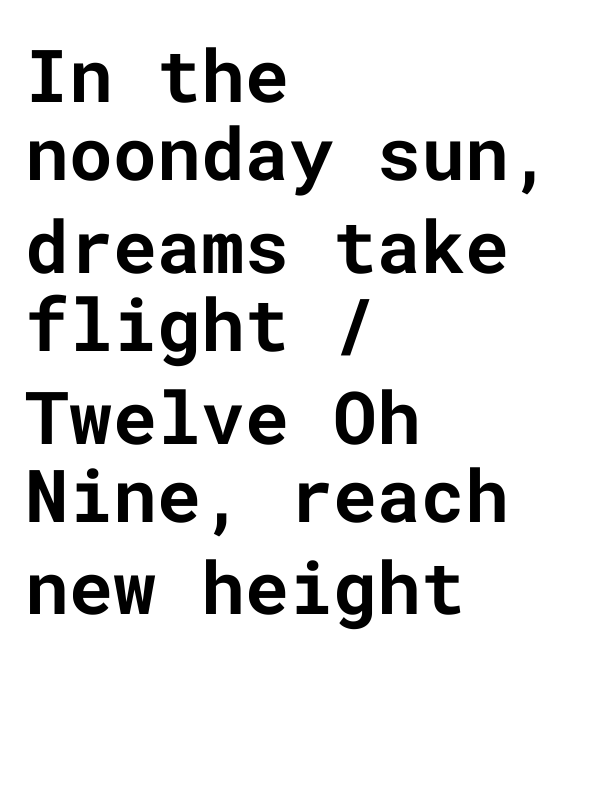 In the
noonday sun,
dreams take
flight /
Twelve Oh
Nine, reach
new height